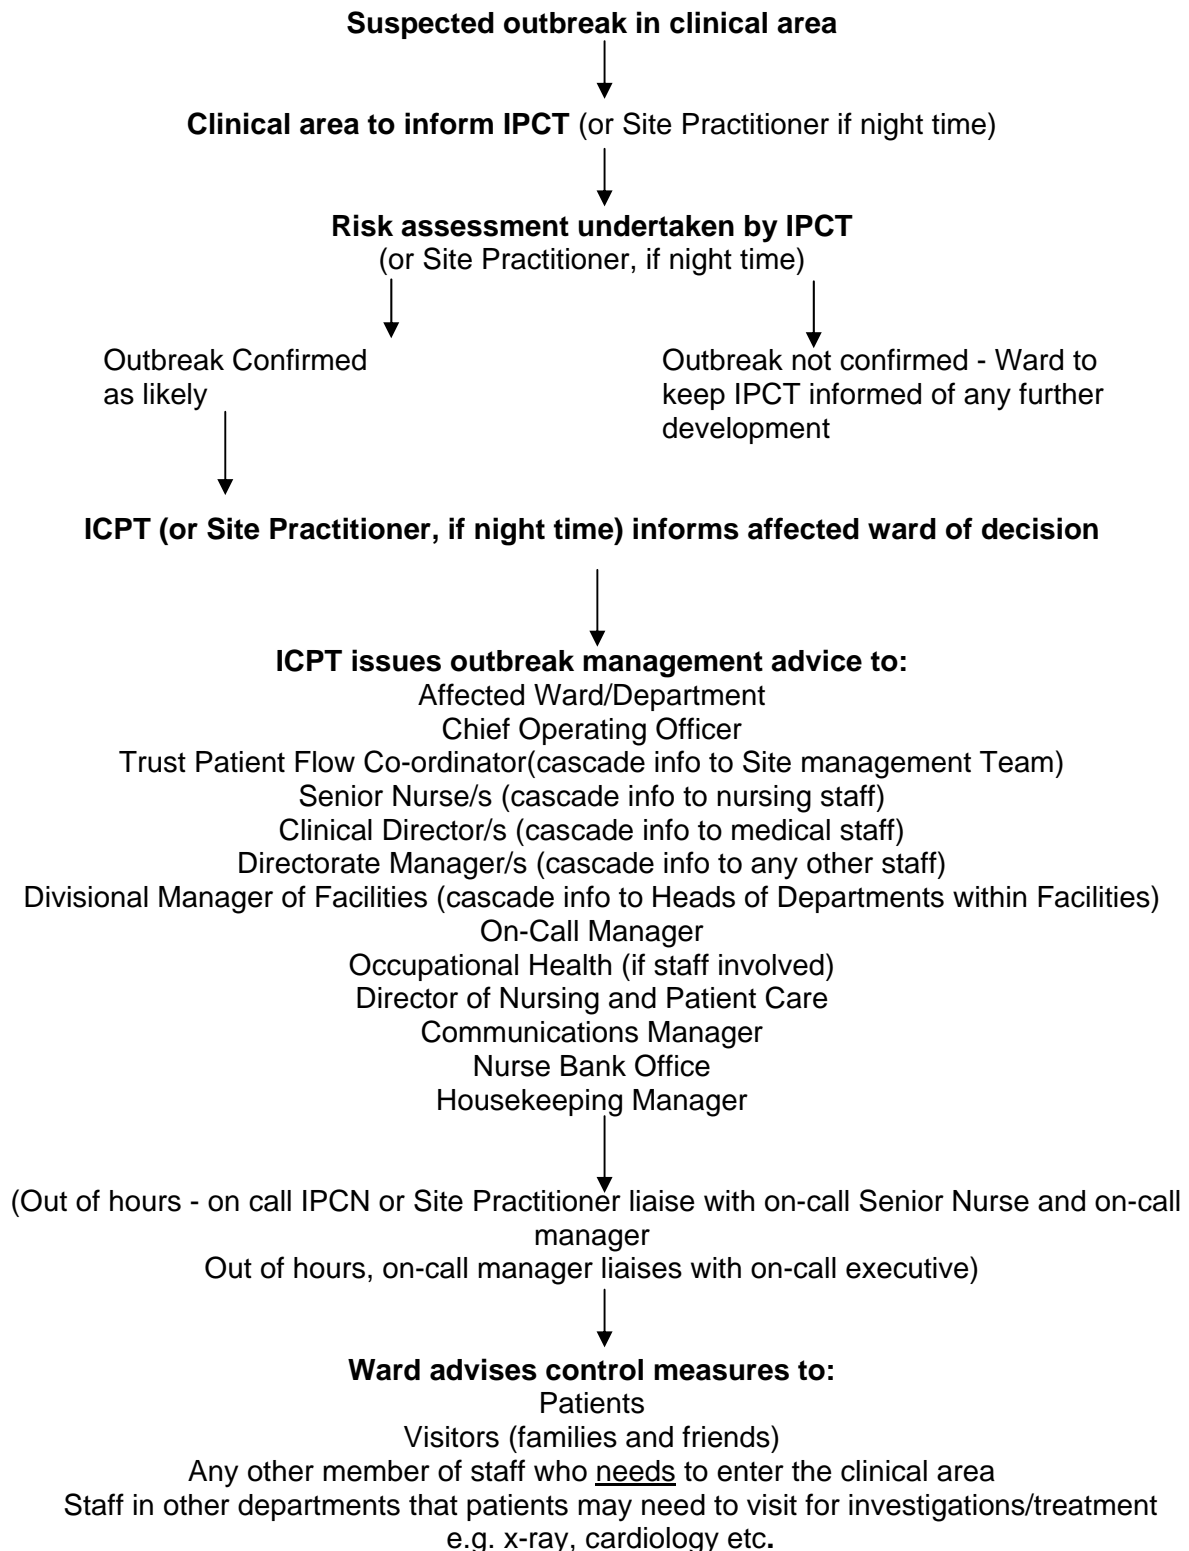 Suspected outbreak in clinical area
Clinical area to inform IPCT (or Site Practitioner if night time)
Risk assessment undertaken by IPCT
(or Site Practitioner, if night time)
Outbreak Confirmed
as likely
Outbreak not confirmed - Ward to
keep IPCT informed of any further
development
ICPT (or Site Practitioner, if night time) informs affected ward of decision
ICPT issues outbreak management advice to:
Affected Ward/Department
Chief Operating Officer
Trust Patient Flow Co-ordinator(cascade info to Site management Team)
Senior Nurse/s (cascade info to nursing staff)
Clinical Director/s (cascade info to medical staff)
Directorate Manager/s (cascade info to any other staff)
Divisional Manager of Facilities (cascade info to Heads of Departments within Facilities)
On-Call Manager
Occupational Health (if staff involved)
Director of Nursing and Patient Care
Communications Manager
Nurse Bank Office
Housekeeping Manager
(Out of hours - on call IPCN or Site Practitioner liaise with on-call Senior Nurse and on-call
manager
Out of hours, on-call manager liaises with on-call executive)
Ward advises control measures to:
Patients
Visitors (families and friends)
Any other member of staff who needs to enter the clinical area
Staff in other departments that patients may need to visit for investigations/treatment
e.g. x-ray, cardiology etc.